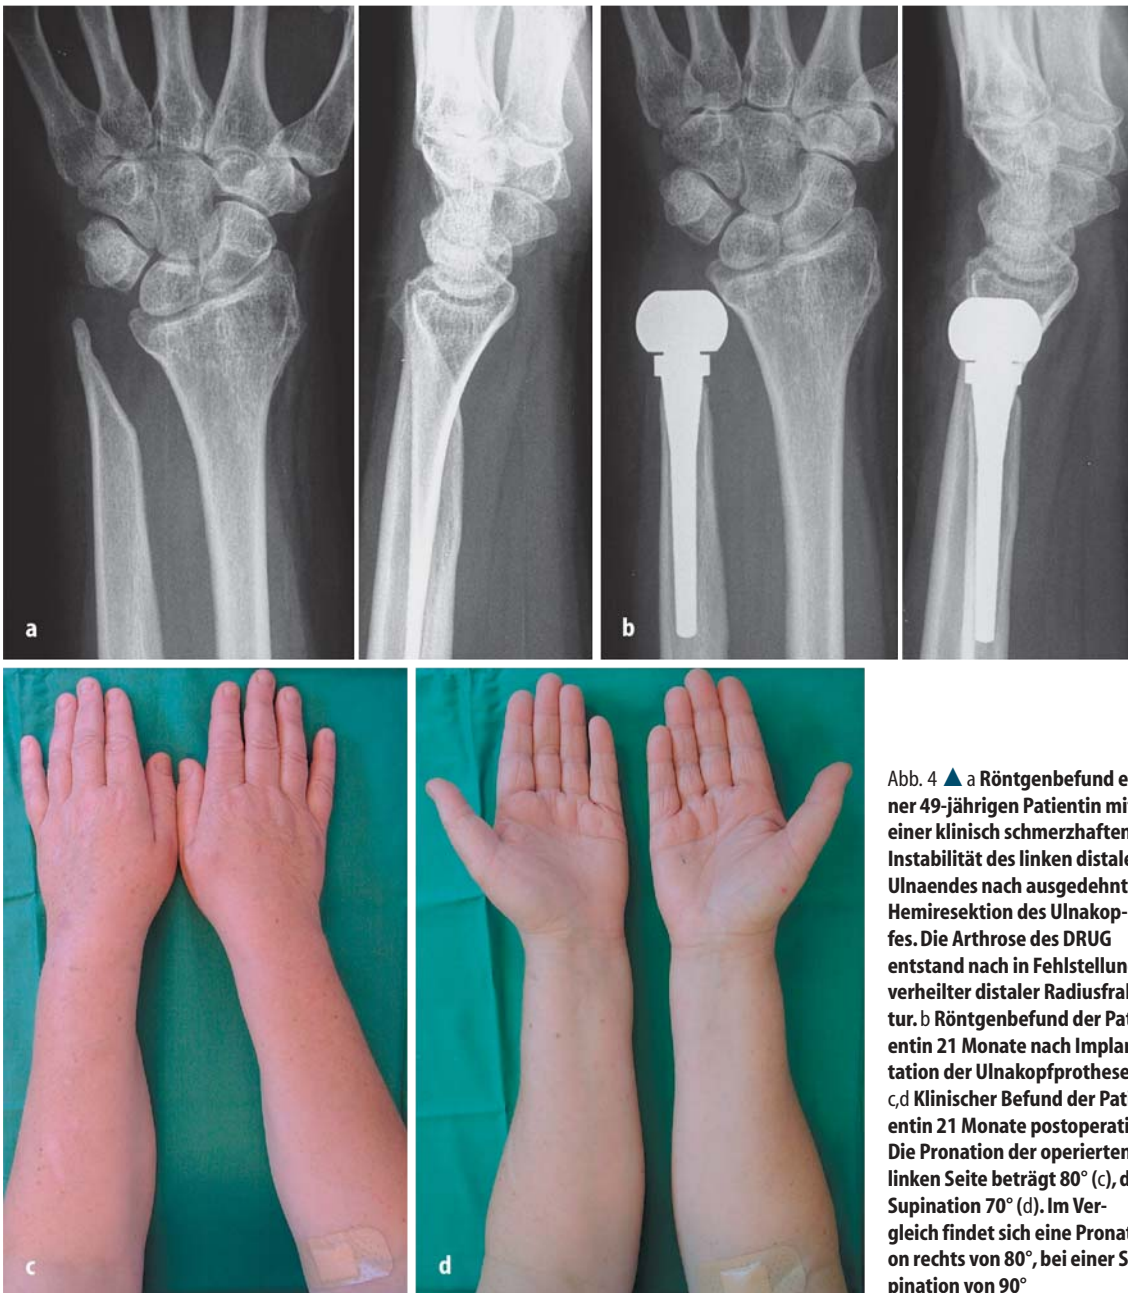 a
b
c
d
Abb. 4 ▲ a Röntgenbefund e
ner 49-jährigen Patientin mi
einer klinisch schmerzhaften
Instabilität des linken distale
Ulnaendes nach ausgedehnt
Hemiresektion des Ulnakop-
fes. Die Arthrose des DRUG
entstand nach in Fehlstellun
verheilter distaler Radiusfra
tur. b Röntgenbefund der Pat
entin 21 Monate nach Implan
tation der Ulnakopfprothese
c,d Klinischer Befund der Pati
entin 21 Monate postoperati
Die Pronation der operierten
linken Seite beträgt 80° (c), d
Supination 70° (d). Im Ver-
gleich findet sich eine Pronat
on rechts von 80°, bei einer S
pination von 90°